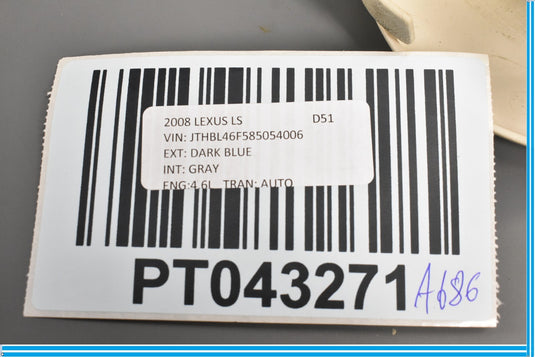 2008 LEXUS LS D51
VIN: JTHBL46F585054006
EXT: DARK BLUE
INT: GRAY
ENG:4.6L TRAN: AUTO
PT043271 A686